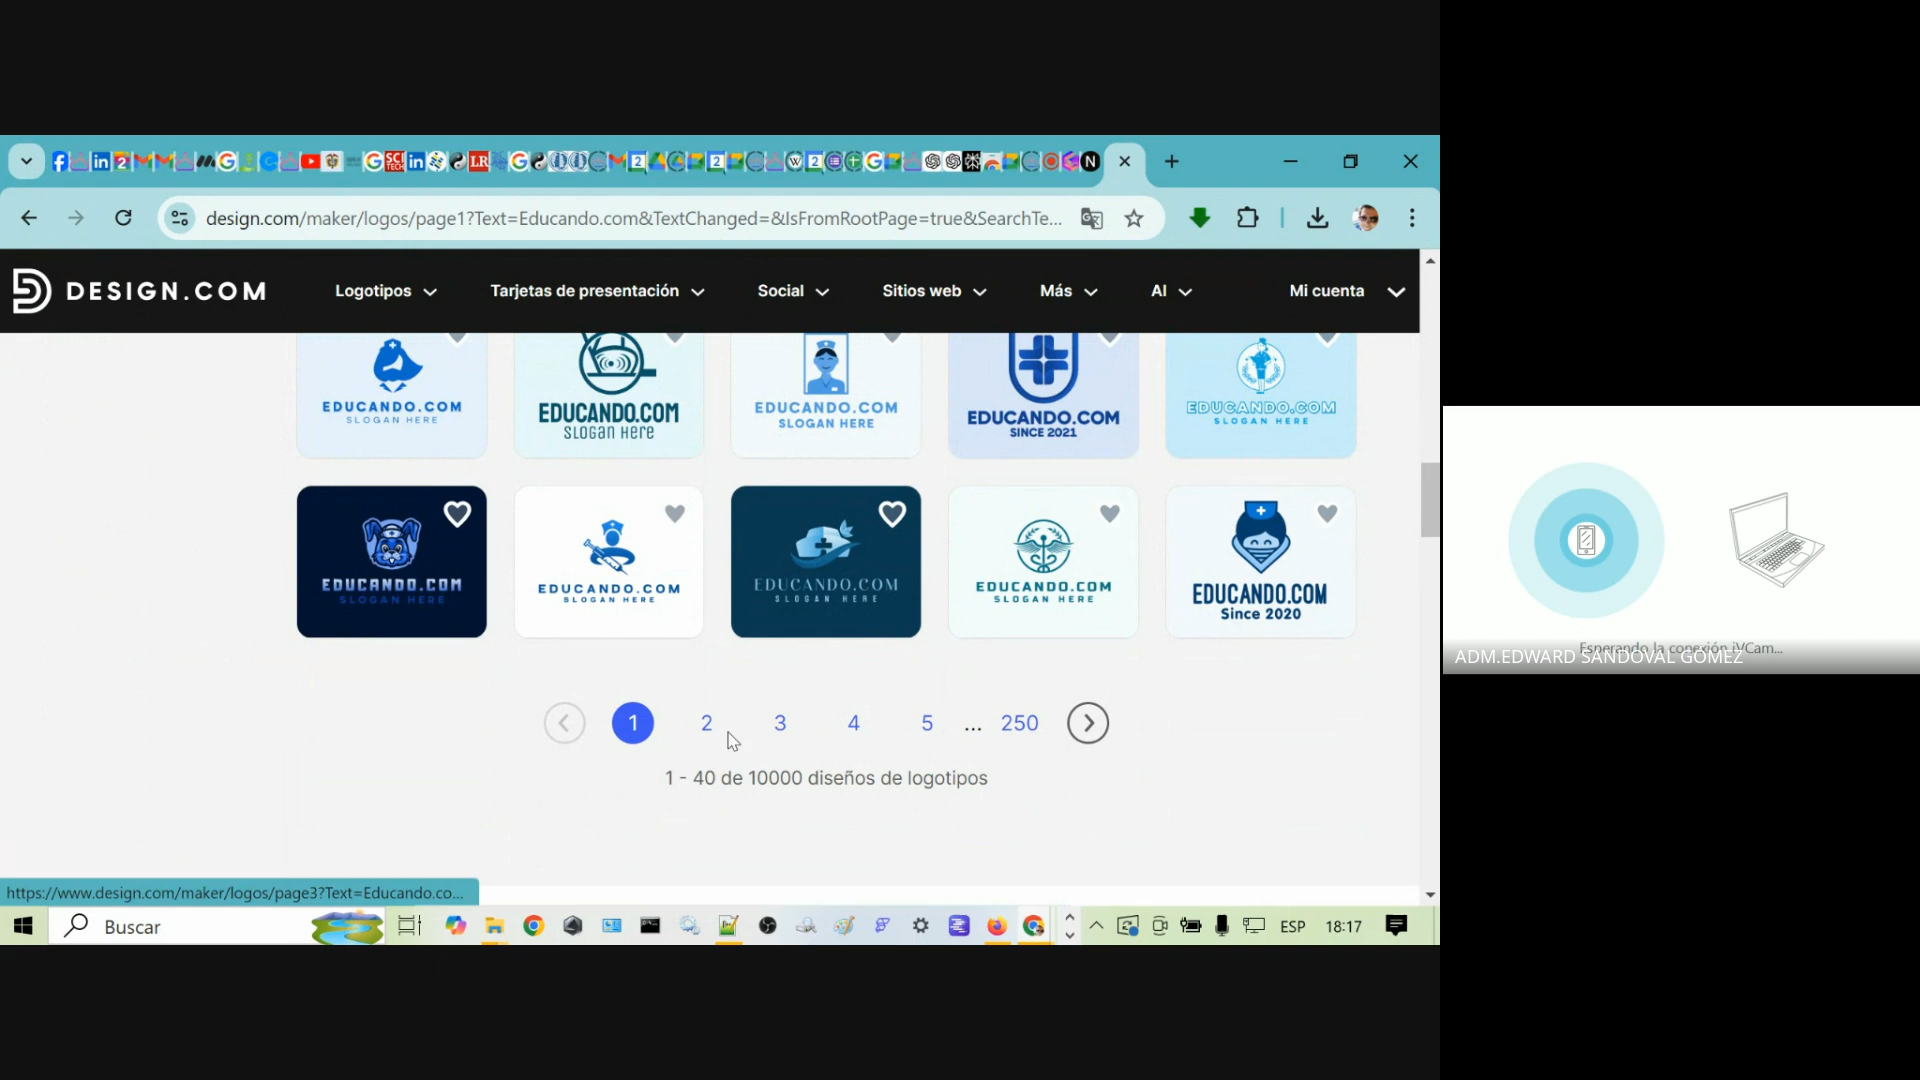 design.com/maker/logos/page1?Text=Educando.com&TextChanged=&IsFromRootPage=true&SearchTe...
DESIGN.COM
Logotipos
Tarjetas de presentación
Social
Sitios web
Más
AI
Mi cuenta
EDUCANDO.COM
SLOGAN HERE
EDUCANDO.COM
SLOGAN HERE
EDUCANDO.COM
SLOGAN HERE
EDUCANDO.COM
SINCE 2021
EDUCANDO.COM
SLOGAN HERE
EDUCANDO.COM
SLOGAN HERE
EDUCANDO.COM
SLOGAN HERE
EDUCANDO.COM
SLOGAN HERE
EDUCANDO.COM
SLOGAN HERE
EDUCANDO.COM
Since 2020
1 2 3 4 5 ... 250
1 - 40 de 10000 diseños de logotipos
https://www.design.com/maker/logos/page3?Text=Educando.co...
Buscar
ESP
18:17
Esperando la conexión iVCam...
ADM.EDWARD SANDOVAL GOMEZ